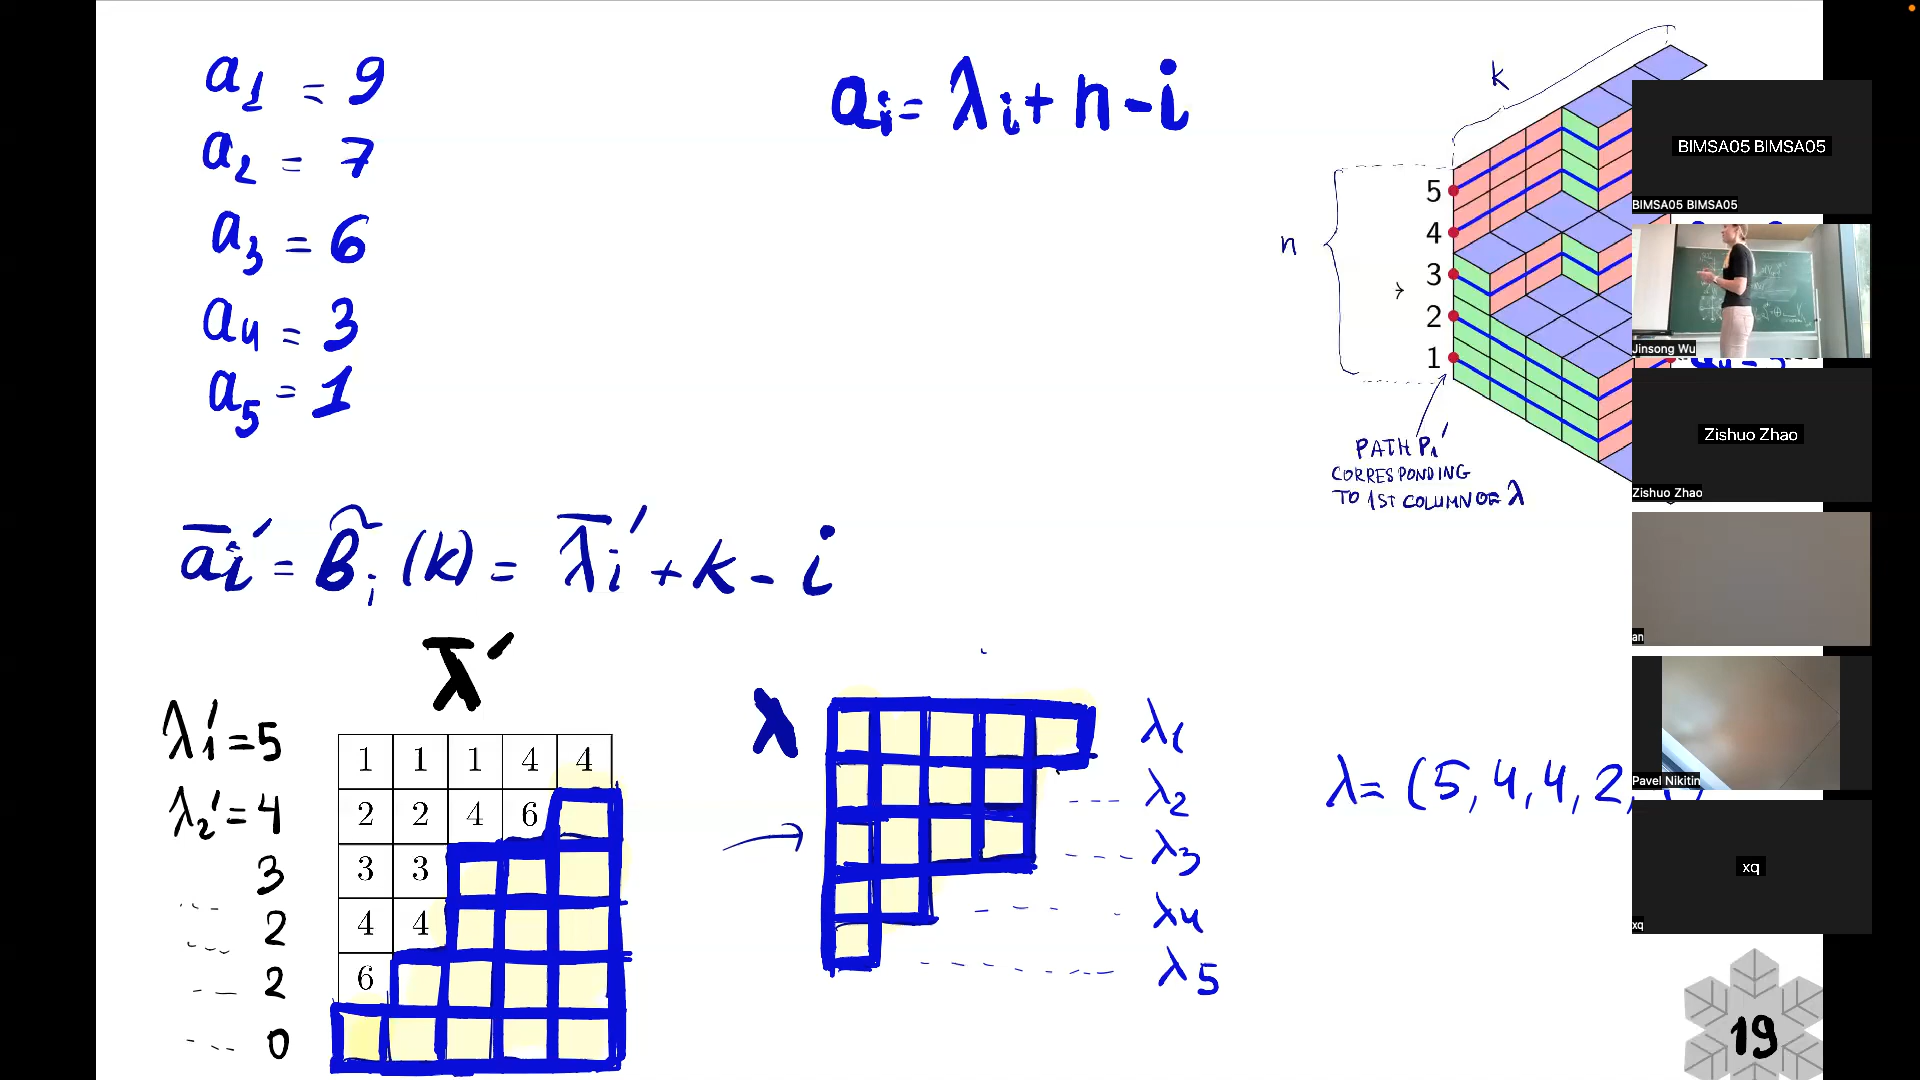 a₁ = 9
a₂ = 7
a₃ = 6
a₄ = 3
a₅ = 1
aᵢ = λᵢ + n - i
k
n
5
4
3
2
1
PATH P₁'
CORRESPONDING
TO 1ST COLUMN OF λ
āᵢ' = B̂ᵢ (k) = λ̄ᵢ' + k - i
λ̄'
λ₁' = 5
λ₂' = 4
3
2
2
0
1 1 1 4 4
2 2 4 6
3 3
4 4
6
λ
λ₁
λ₂
λ₃
λ₄
λ₅
λ = (5, 4, 4, 2,
BIMSA05 BIMSA05
BIMSA05 BIMSA05
Jinsong Wu
Zishuo Zhao
Zishuo Zhao
an
Pavel Nikitin
xq
xq
19